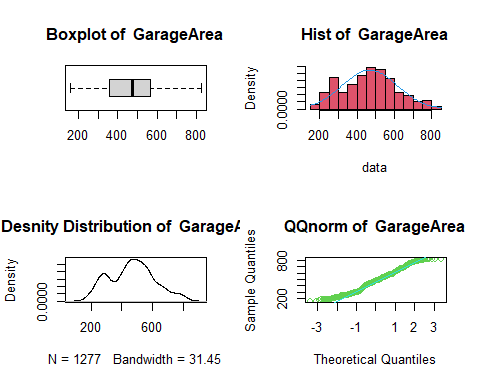 Boxplot of GarageArea
200 400 600 800
Hist of GarageArea
Density
0.0000
200 400 600 800
data
Desnity Distribution of GarageA
Density
0.0000
200 600
N = 1277 Bandwidth = 31.45
QQnorm of GarageArea
Sample Quantiles
200 800
-3 -1 1 2 3
Theoretical Quantiles